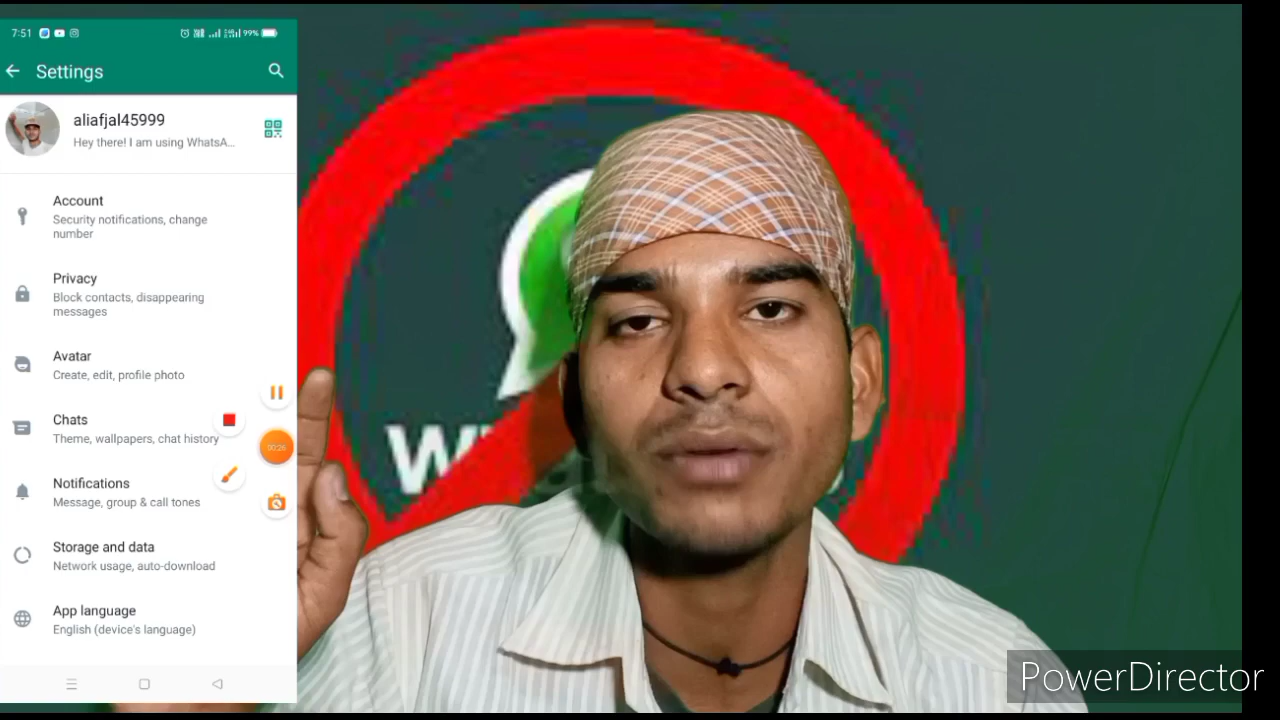 7:51
99%
Settings
aliafjal45999
Hey there! I am using WhatsA...
Account
Security notifications, change
number
Privacy
Block contacts, disappearing
messages
Avatar
Create, edit, profile photo
Chats
Theme, wallpapers, chat history
Notifications
Message, group & call tones
Storage and data
Network usage, auto-download
App language
English (device's language)
PowerDirector